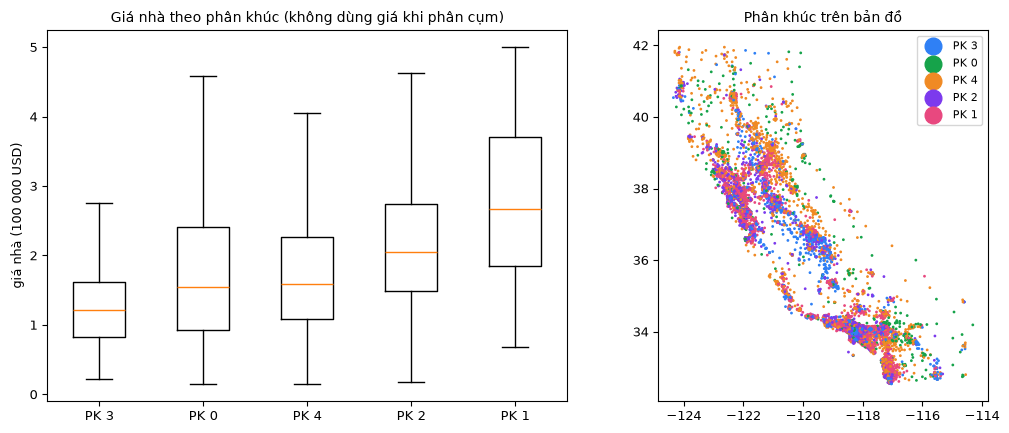 Giá nhà theo phân khúc (không dùng giá khi phân cụm)
giá nhà (100 000 USD)
5
4
3
2
1
0
PK 3 PK 0 PK 4 PK 2 PK 1
Phân khúc trên bản đồ
PK 3
PK 0
PK 4
PK 2
PK 1
42
40
38
36
34
−124 −122 −120 −118 −116 −114